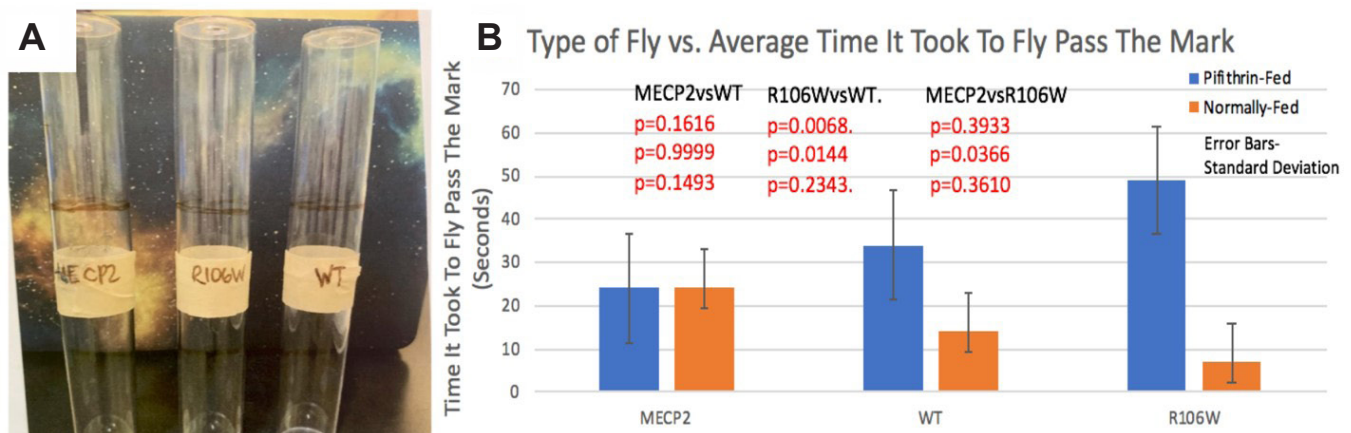 A
MECP2
R106W
WT
B
Type of Fly vs. Average Time It Took To Fly Pass The Mark
Time It Took To Fly Pass The Mark
(Seconds)
Pifithrin-Fed
Normally-Fed
Error Bars-
Standard Deviation
MECP2vsWT R106WvsWT. MECP2vsR106W
p=0.1616 p=0.0068. p=0.3933
p=0.9999 p=0.0144 p=0.0366
p=0.1493 p=0.2343. p=0.3610
70
60
50
40
30
20
10
0
MECP2 WT R106W